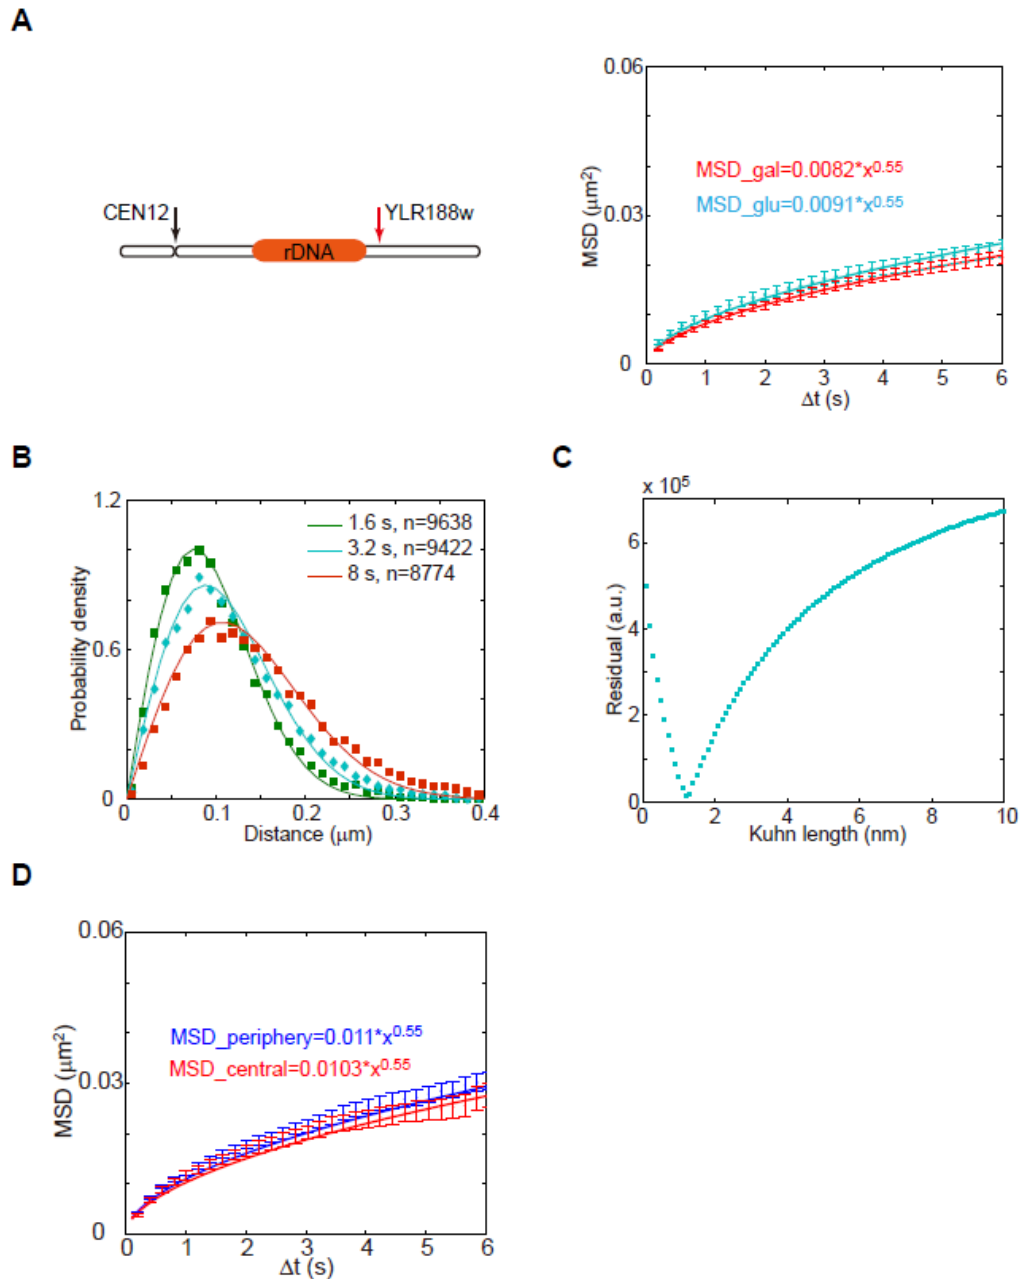 A
CEN12
YLR188w
rDNA
0.06
0.03
0
MSD (μm²)
MSD_gal=0.0082*x^0.55
MSD_glu=0.0091*x^0.55
0 1 2 3 4 5 6
Δt (s)
B
1.2
0.6
0
Probability density
1.6 s, n=9638
3.2 s, n=9422
8 s, n=8774
0 0.1 0.2 0.3 0.4
Distance (μm)
C
x 10⁵
6
4
2
0
Residual (a.u.)
0 2 4 6 8 10
Kuhn length (nm)
D
0.06
0.03
0
MSD (μm²)
MSD_periphery=0.011*x^0.55
MSD_central=0.0103*x^0.55
0 1 2 3 4 5 6
Δt (s)